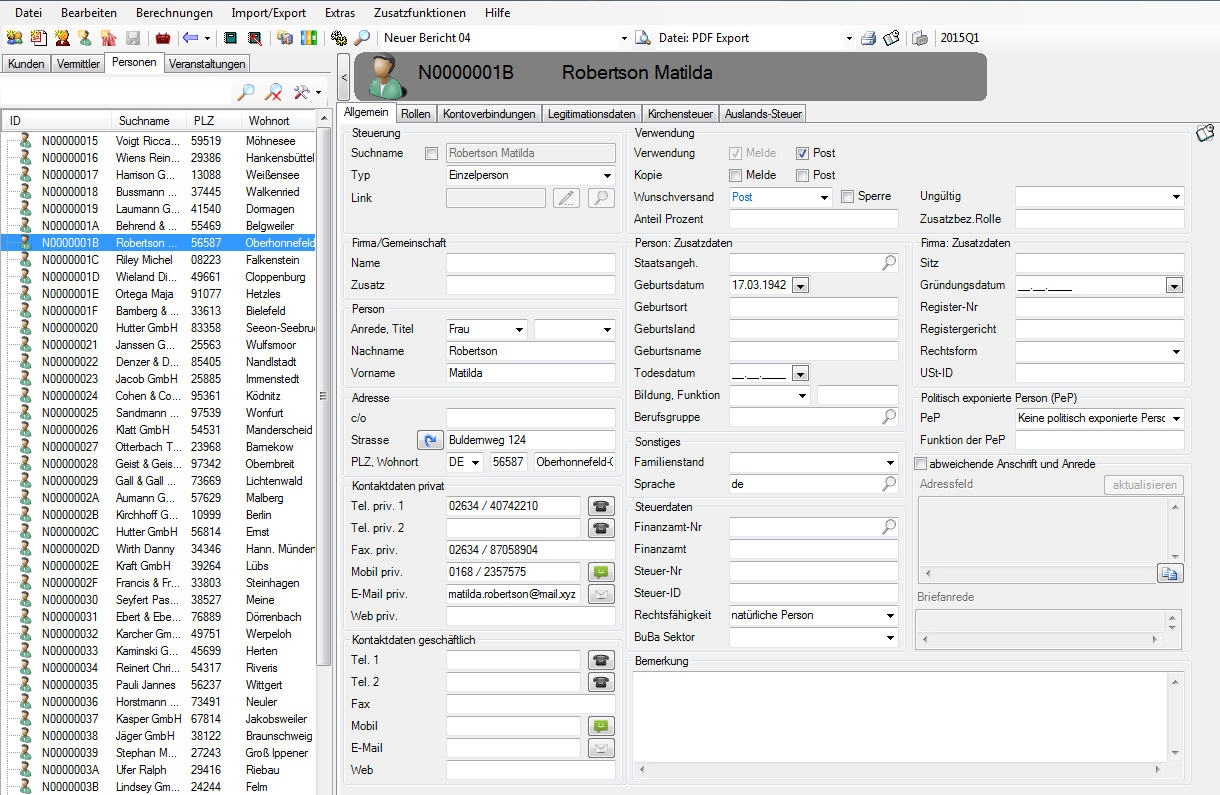 Datei Bearbeiten Berechnungen Import/Export Extras Zusatzfunktionen Hilfe
Neuer Bericht 04 Datei: PDF Export 2015Q1
Kunden Vermittler Personen Veranstaltungen
< N0000001B Robertson Matilda
ID Suchname PLZ Wohnort
N00000015 Voigt Ricca... 59519 Möhnesee
N00000016 Wiens Rein... 29386 Hankensbüttel
N00000017 Harrison G... 13088 Weißensee
N00000018 Bussmann ... 37445 Walkenried
N00000019 Laumann G... 41540 Dormagen
N0000001A Behrend & ... 55469 Belgweiler
N0000001B Robertson ... 56587 Oberhonnefeld
N0000001C Riley Michel 08223 Falkenstein
N0000001D Wieland Di... 49661 Cloppenburg
N0000001E Ortega Maja 91077 Hetzles
N0000001F Bamberg & ... 33613 Bielefeld
N00000020 Hutter GmbH 83358 Seeon-Seebru
N00000021 Janssen G... 25563 Wulfsmoor
N00000022 Denzer & D... 85405 Nandlstadt
N00000023 Jacob GmbH 25885 Immenstedt
N00000024 Cohen & Co... 95361 Ködnitz
N00000025 Sandmann ... 97539 Wonfurt
N00000026 Klatt GmbH 54531 Manderscheid
N00000027 Otterbach T... 23968 Barnekow
N00000028 Geist & Geis... 97342 Obernbreit
N00000029 Gall & Gall ... 73669 Lichtenwald
N0000002A Aumann G... 57629 Malberg
N0000002B Kirchhoff G... 10999 Berlin
N0000002C Hutter GmbH 56814 Ernst
N0000002D Wirth Danny 34346 Hann. Münden
N0000002E Kraft GmbH 39264 Lübs
N0000002F Francis & Fr... 33803 Steinhagen
N00000030 Seyfert Pas... 38527 Meine
N00000031 Ebert & Ebe... 76889 Dörrenbach
N00000032 Karcher Gm... 49751 Werpeloh
N00000033 Kaminski G... 45699 Herten
N00000034 Reinert Chri... 54317 Riveris
N00000035 Pauli Jannes 56237 Wittgert
N00000036 Horstmann ... 73491 Neuler
N00000037 Kasper GmbH 67814 Jakobsweiler
N00000038 Jäger GmbH 38122 Braunschweig
N00000039 Stephan M... 27243 Groß Ippener
N0000003A Ufer Ralph 29416 Riebau
N0000003B Lindsey Gm... 24244 Felm
Allgemein Rollen Kontoverbindungen Legitimationsdaten Kirchensteuer Auslands-Steuer
Steuerung
Suchname Robertson Matilda
Typ Einzelperson
Link
Firma/Gemeinschaft
Name
Zusatz
Person
Anrede, Titel Frau
Nachname Robertson
Vorname Matilda
Adresse
c/o
Strasse Buldernweg 124
PLZ, Wohnort DE 56587 Oberhonnefeld-G
Kontaktdaten privat
Tel. priv. 1 02634 / 40742210
Tel. priv. 2
Fax. priv. 02634 / 87058904
Mobil priv. 0168 / 2357575
E-Mail priv. matilda.robertson@mail.xyz
Web priv.
Kontaktdaten geschäftlich
Tel. 1
Tel. 2
Fax
Mobil
E-Mail
Web
Verwendung
Verwendung Melde Post
Kopie Melde Post
Wunschversand Post Sperre Ungültig
Anteil Prozent Zusatzbez.Rolle
Person: Zusatzdaten
Staatsangeh.
Geburtsdatum 17.03.1942
Geburtsort
Geburtsland
Geburtsname
Todesdatum __.__.____
Bildung, Funktion
Berufsgruppe
Sonstiges
Familienstand
Sprache de
Steuerdaten
Finanzamt-Nr
Finanzamt
Steuer-Nr
Steuer-ID
Rechtsfähigkeit natürliche Person
BuBa Sektor
Firma: Zusatzdaten
Sitz
Gründungsdatum __.__.____
Register-Nr
Registergericht
Rechtsform
USt-ID
Politisch exponierte Person (PeP)
PeP Keine politisch exponierte Persc
Funktion der PeP
abweichende Anschrift und Anrede
Adressfeld aktualisieren
Briefanrede
Bemerkung